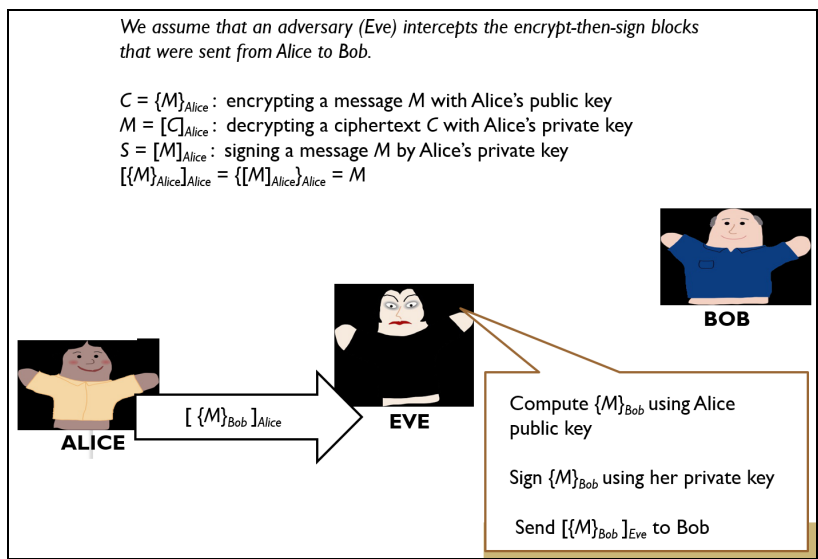 We assume that an adversary (Eve) intercepts the encrypt-then-sign blocks
that were sent from Alice to Bob.
C = {M}Alice : encrypting a message M with Alice's public key
M = [C]Alice : decrypting a ciphertext C with Alice's private key
S = [M]Alice : signing a message M by Alice's private key
[{M}Alice]Alice = {[M]Alice}Alice = M
BOB
[ {M}Bob ]Alice
ALICE
EVE
Compute {M}Bob using Alice
public key
Sign {M}Bob using her private key
Send [{M}Bob ]Eve to Bob